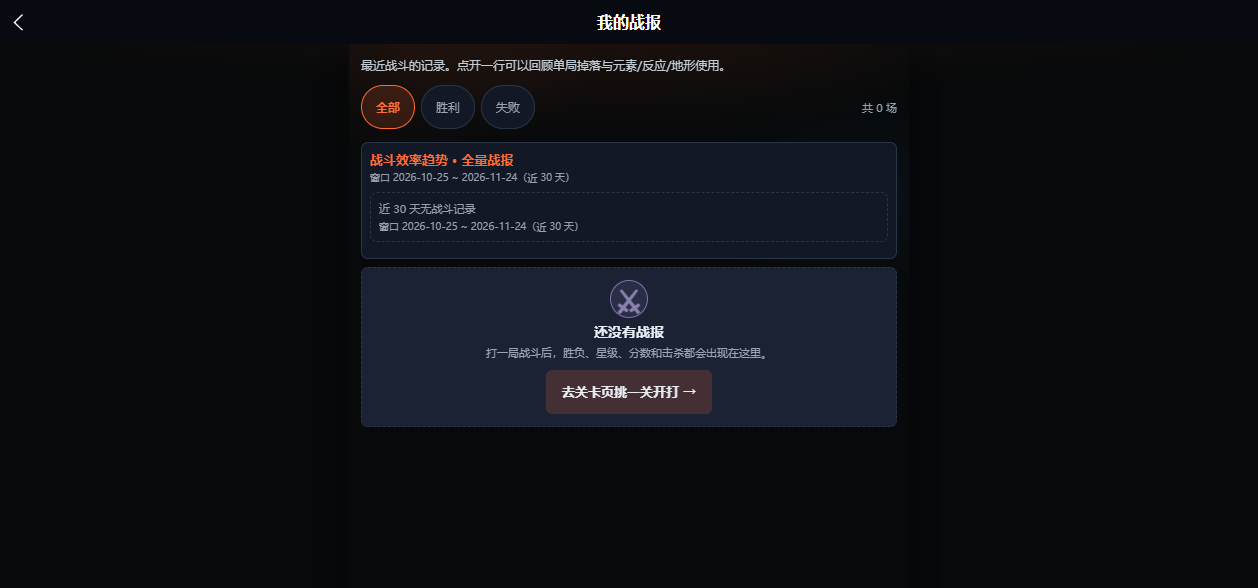 我的战报
最近战斗的记录。点开一行可以回顾单局掉落与元素/反应/地形使用。
全部
胜利
失败
共 0 场
战斗效率趋势 • 全量战报
窗口 2026-10-25 ~ 2026-11-24（近 30 天）
近 30 天无战斗记录
窗口 2026-10-25 ~ 2026-11-24（近 30 天）
还没有战报
打一局战斗后，胜负、星级、分数和击杀都会出现在这里。
去关卡页挑一关开打 →